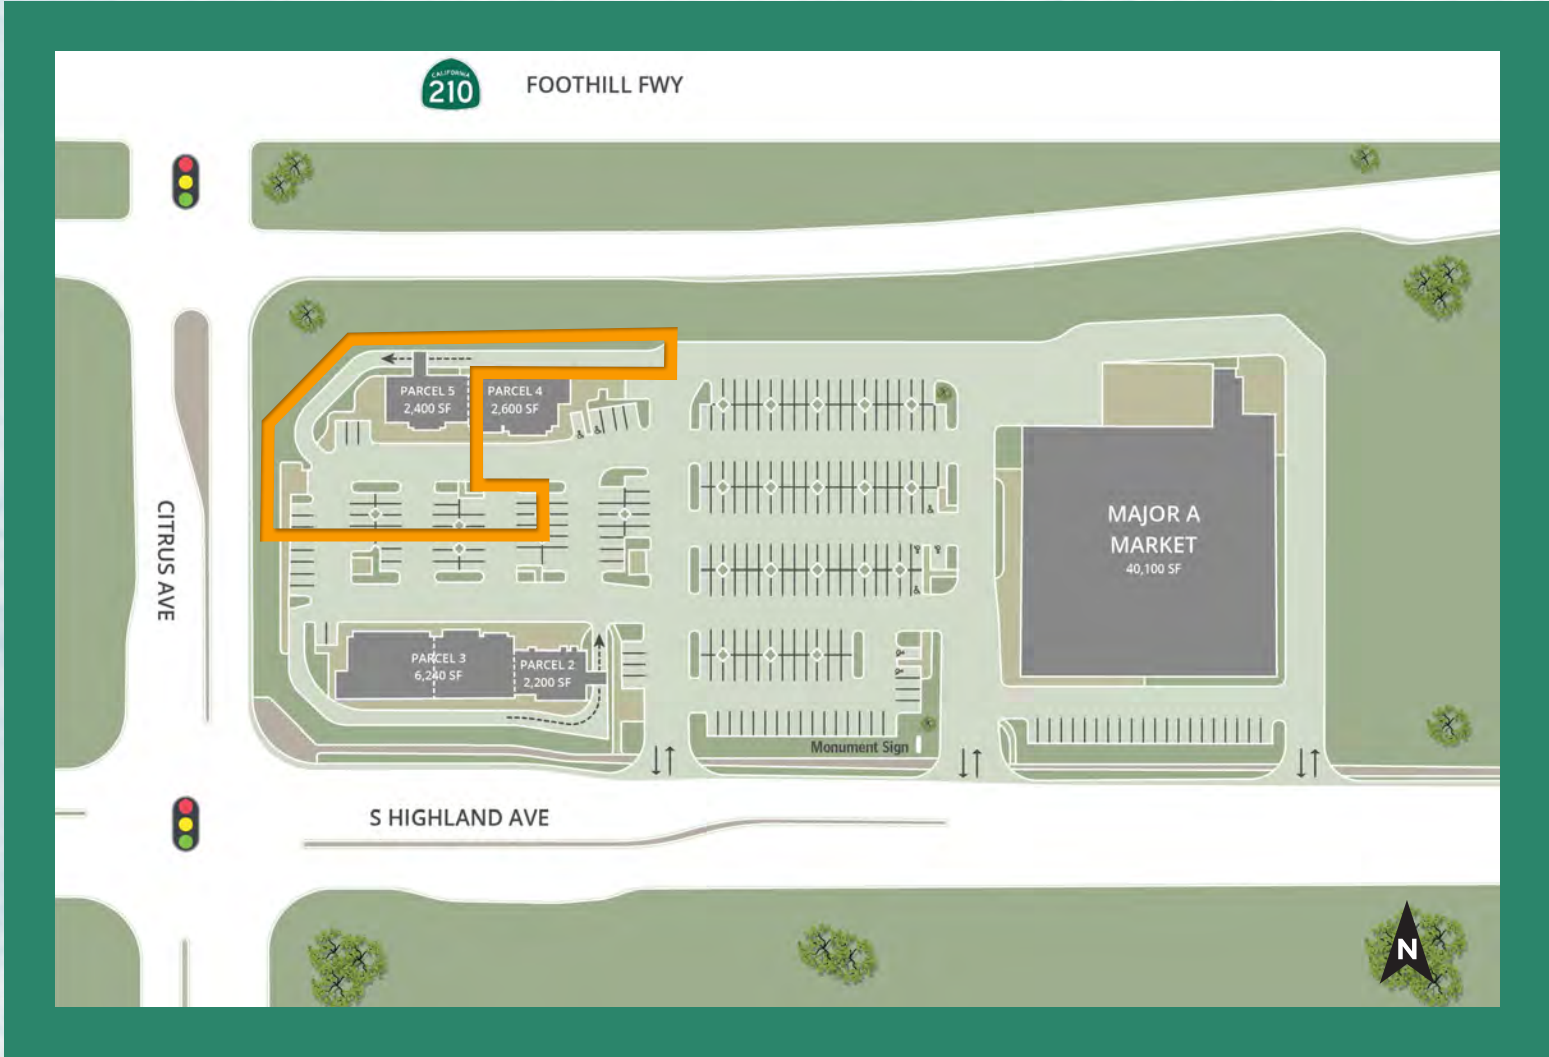 CALIFORNIA
210
FOOTHILL FWY
PARCEL 5
2,400 SF
PARCEL 4
2,600 SF
CITRUS AVE
MAJOR A
MARKET
40,100 SF
PARCEL 3
6,240 SF
PARCEL 2
2,200 SF
Monument Sign
S HIGHLAND AVE
N